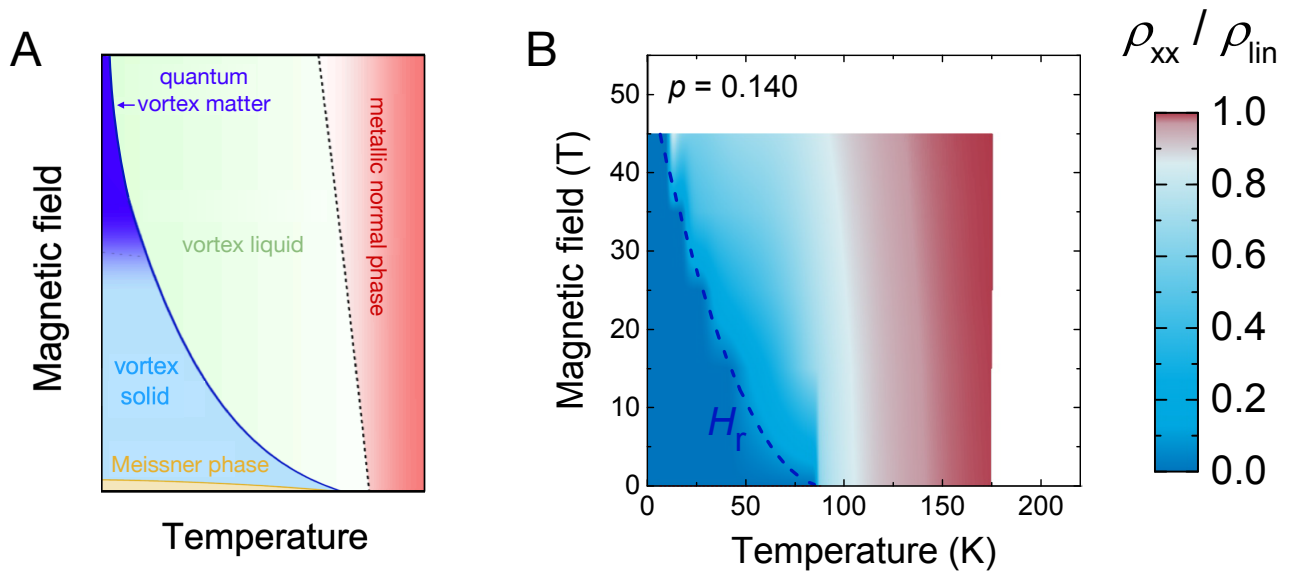 A
Magnetic field
quantum
vortex matter
metallic normal phase
vortex liquid
vortex
solid
Meissner phase
Temperature
B
p = 0.140
Magnetic field (T)
50
40
30
20
10
0
H_r
0
50
100
150
200
Temperature (K)
ρ_xx / ρ_lin
1.0
0.8
0.6
0.4
0.2
0.0